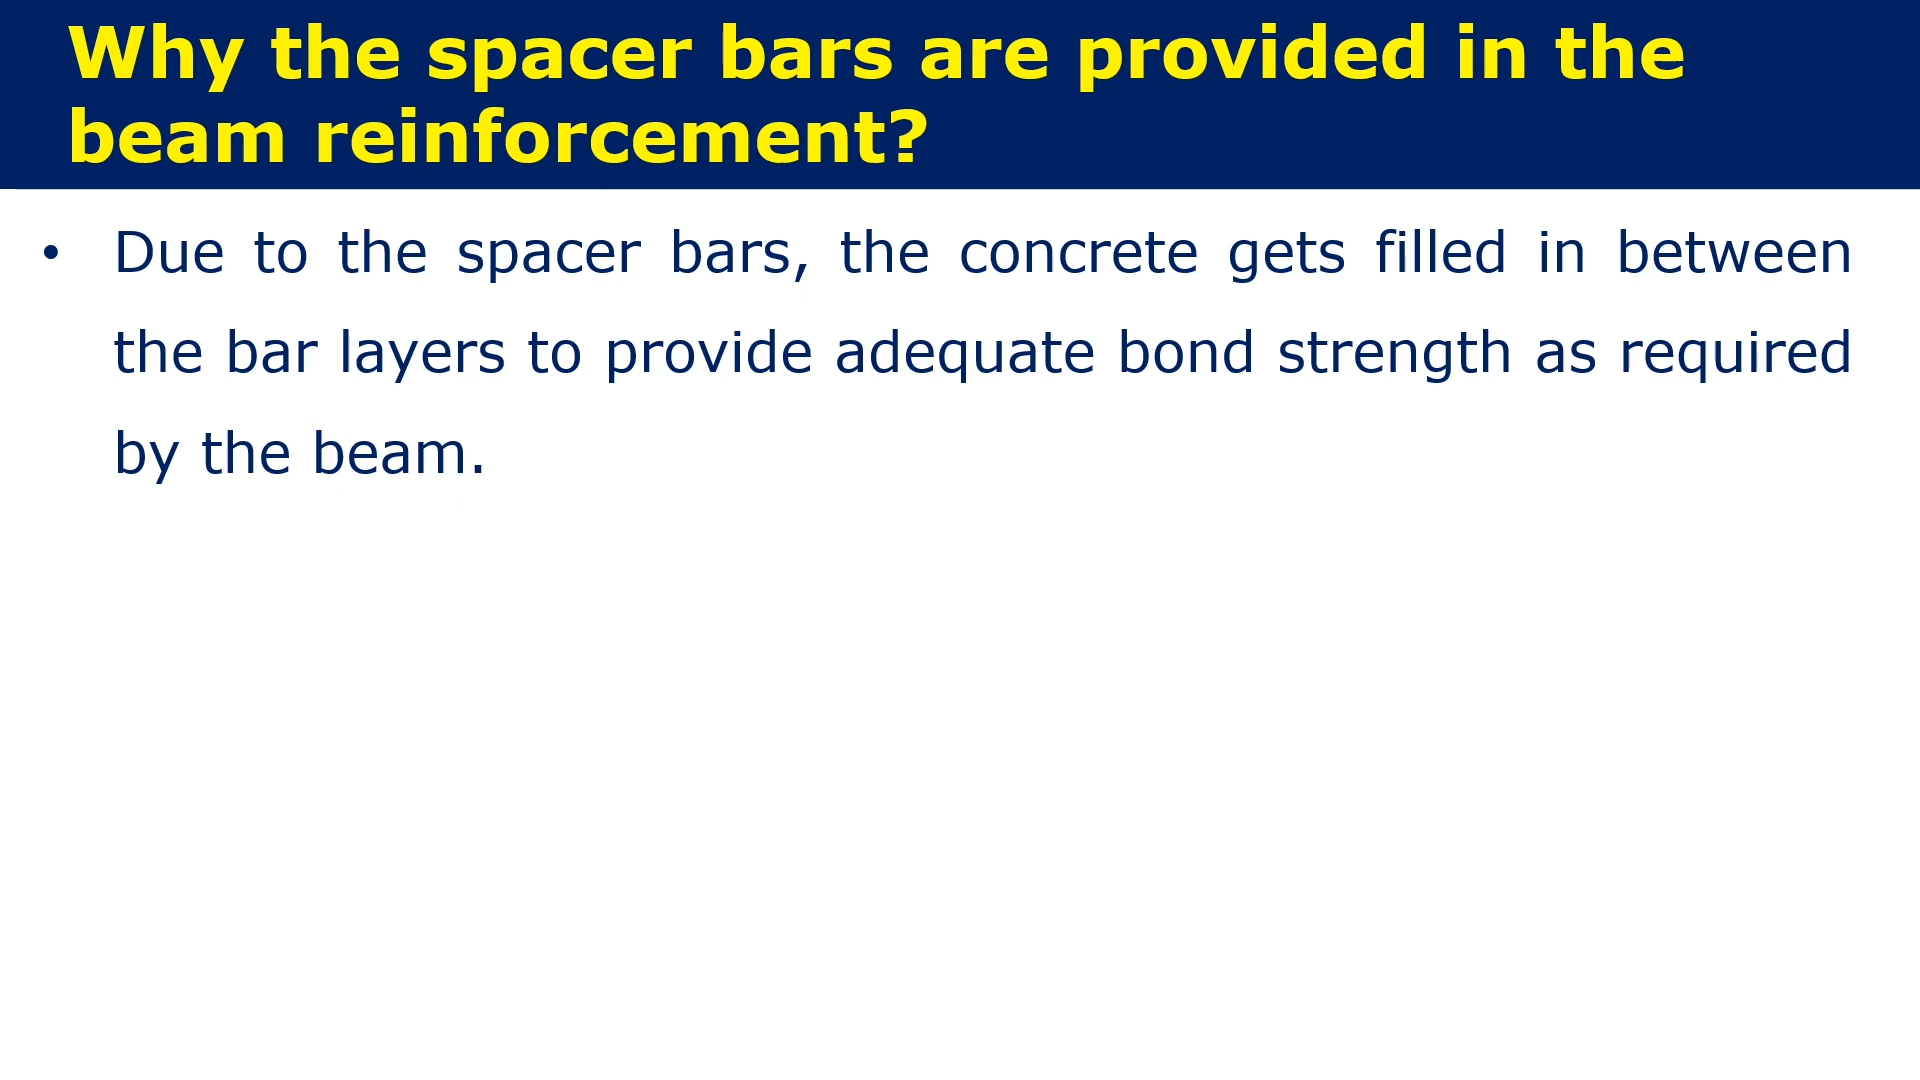 Why the spacer bars are provided in the
beam reinforcement?
• Due to the spacer bars, the concrete gets filled in between
the bar layers to provide adequate bond strength as required
by the beam.